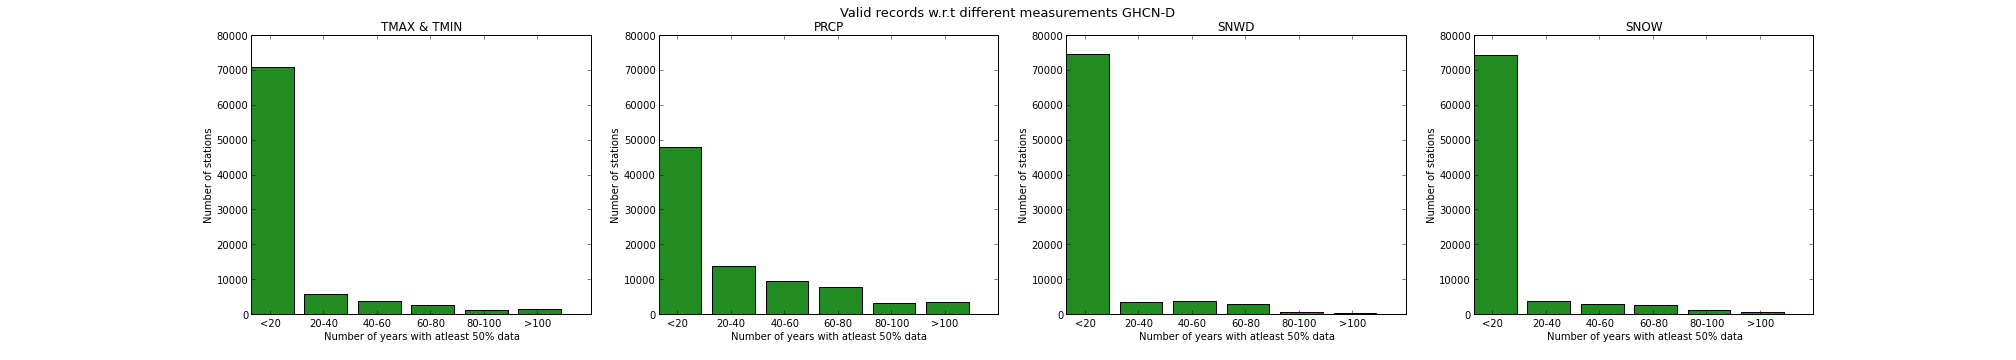 Valid records w.r.t different measurements GHCN-D
TMAX & TMIN
80000
70000
60000
50000
40000
30000
20000
10000
0
Number of stations
<20 20-40 40-60 60-80 80-100 >100
Number of years with atleast 50% data
PRCP
80000
70000
60000
50000
40000
30000
20000
10000
0
Number of stations
<20 20-40 40-60 60-80 80-100 >100
Number of years with atleast 50% data
SNWD
80000
70000
60000
50000
40000
30000
20000
10000
0
Number of stations
<20 20-40 40-60 60-80 80-100 >100
Number of years with atleast 50% data
SNOW
80000
70000
60000
50000
40000
30000
20000
10000
0
Number of stations
<20 20-40 40-60 60-80 80-100 >100
Number of years with atleast 50% data